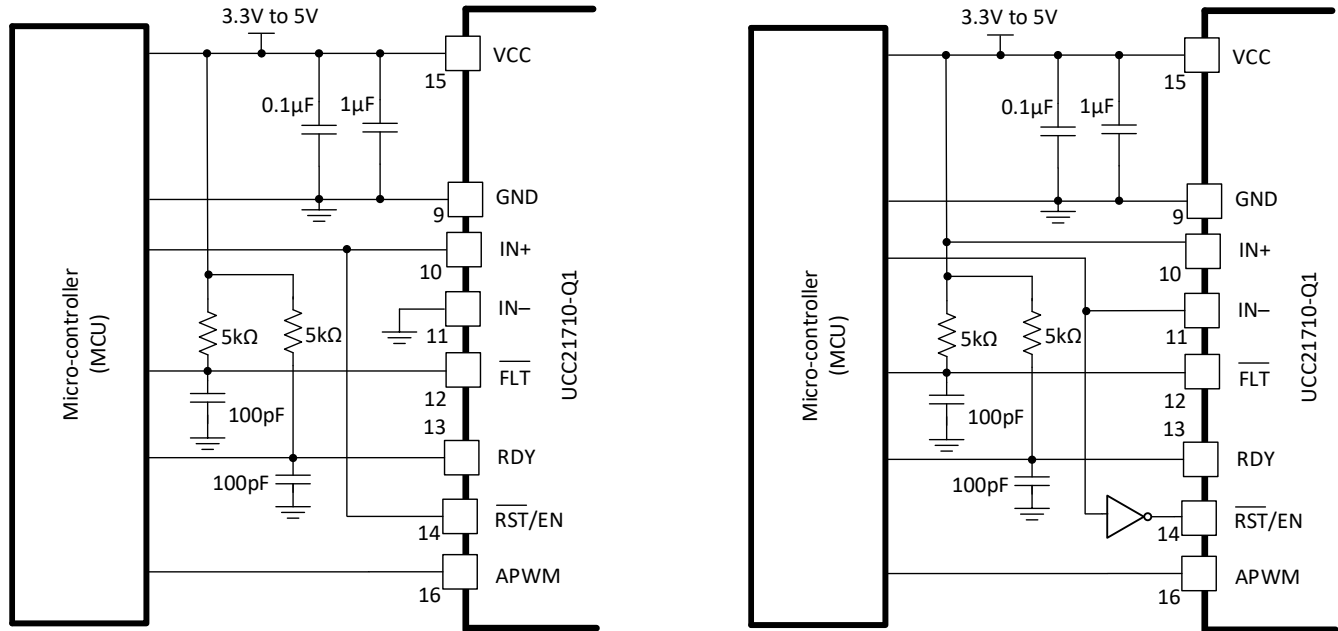 3.3V to 5V
VCC
15
0.1µF
1µF
GND
9
IN+
10
IN–
11
5kΩ
5kΩ
FLT
12
100pF
13
RDY
100pF
RST/EN
14
APWM
16
Micro-controller
(MCU)
UCC21710-Q1
3.3V to 5V
VCC
15
0.1µF
1µF
GND
9
IN+
10
IN–
11
5kΩ
5kΩ
FLT
12
100pF
13
RDY
100pF
RST/EN
14
APWM
16
Micro-controller
(MCU)
UCC21710-Q1